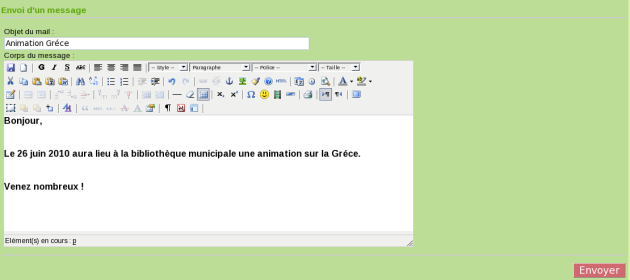 Envoi d'un message
Objet du mail :
Animation Gréce
Corps du message :
-- Style -- Paragraphe -- Police -- -- Taille --
Bonjour,
Le 26 juin 2010 aura lieu à la bibliothèque municipale une animation sur la Gréce.
Venez nombreux !
Elément(s) en cours : p
Envoyer